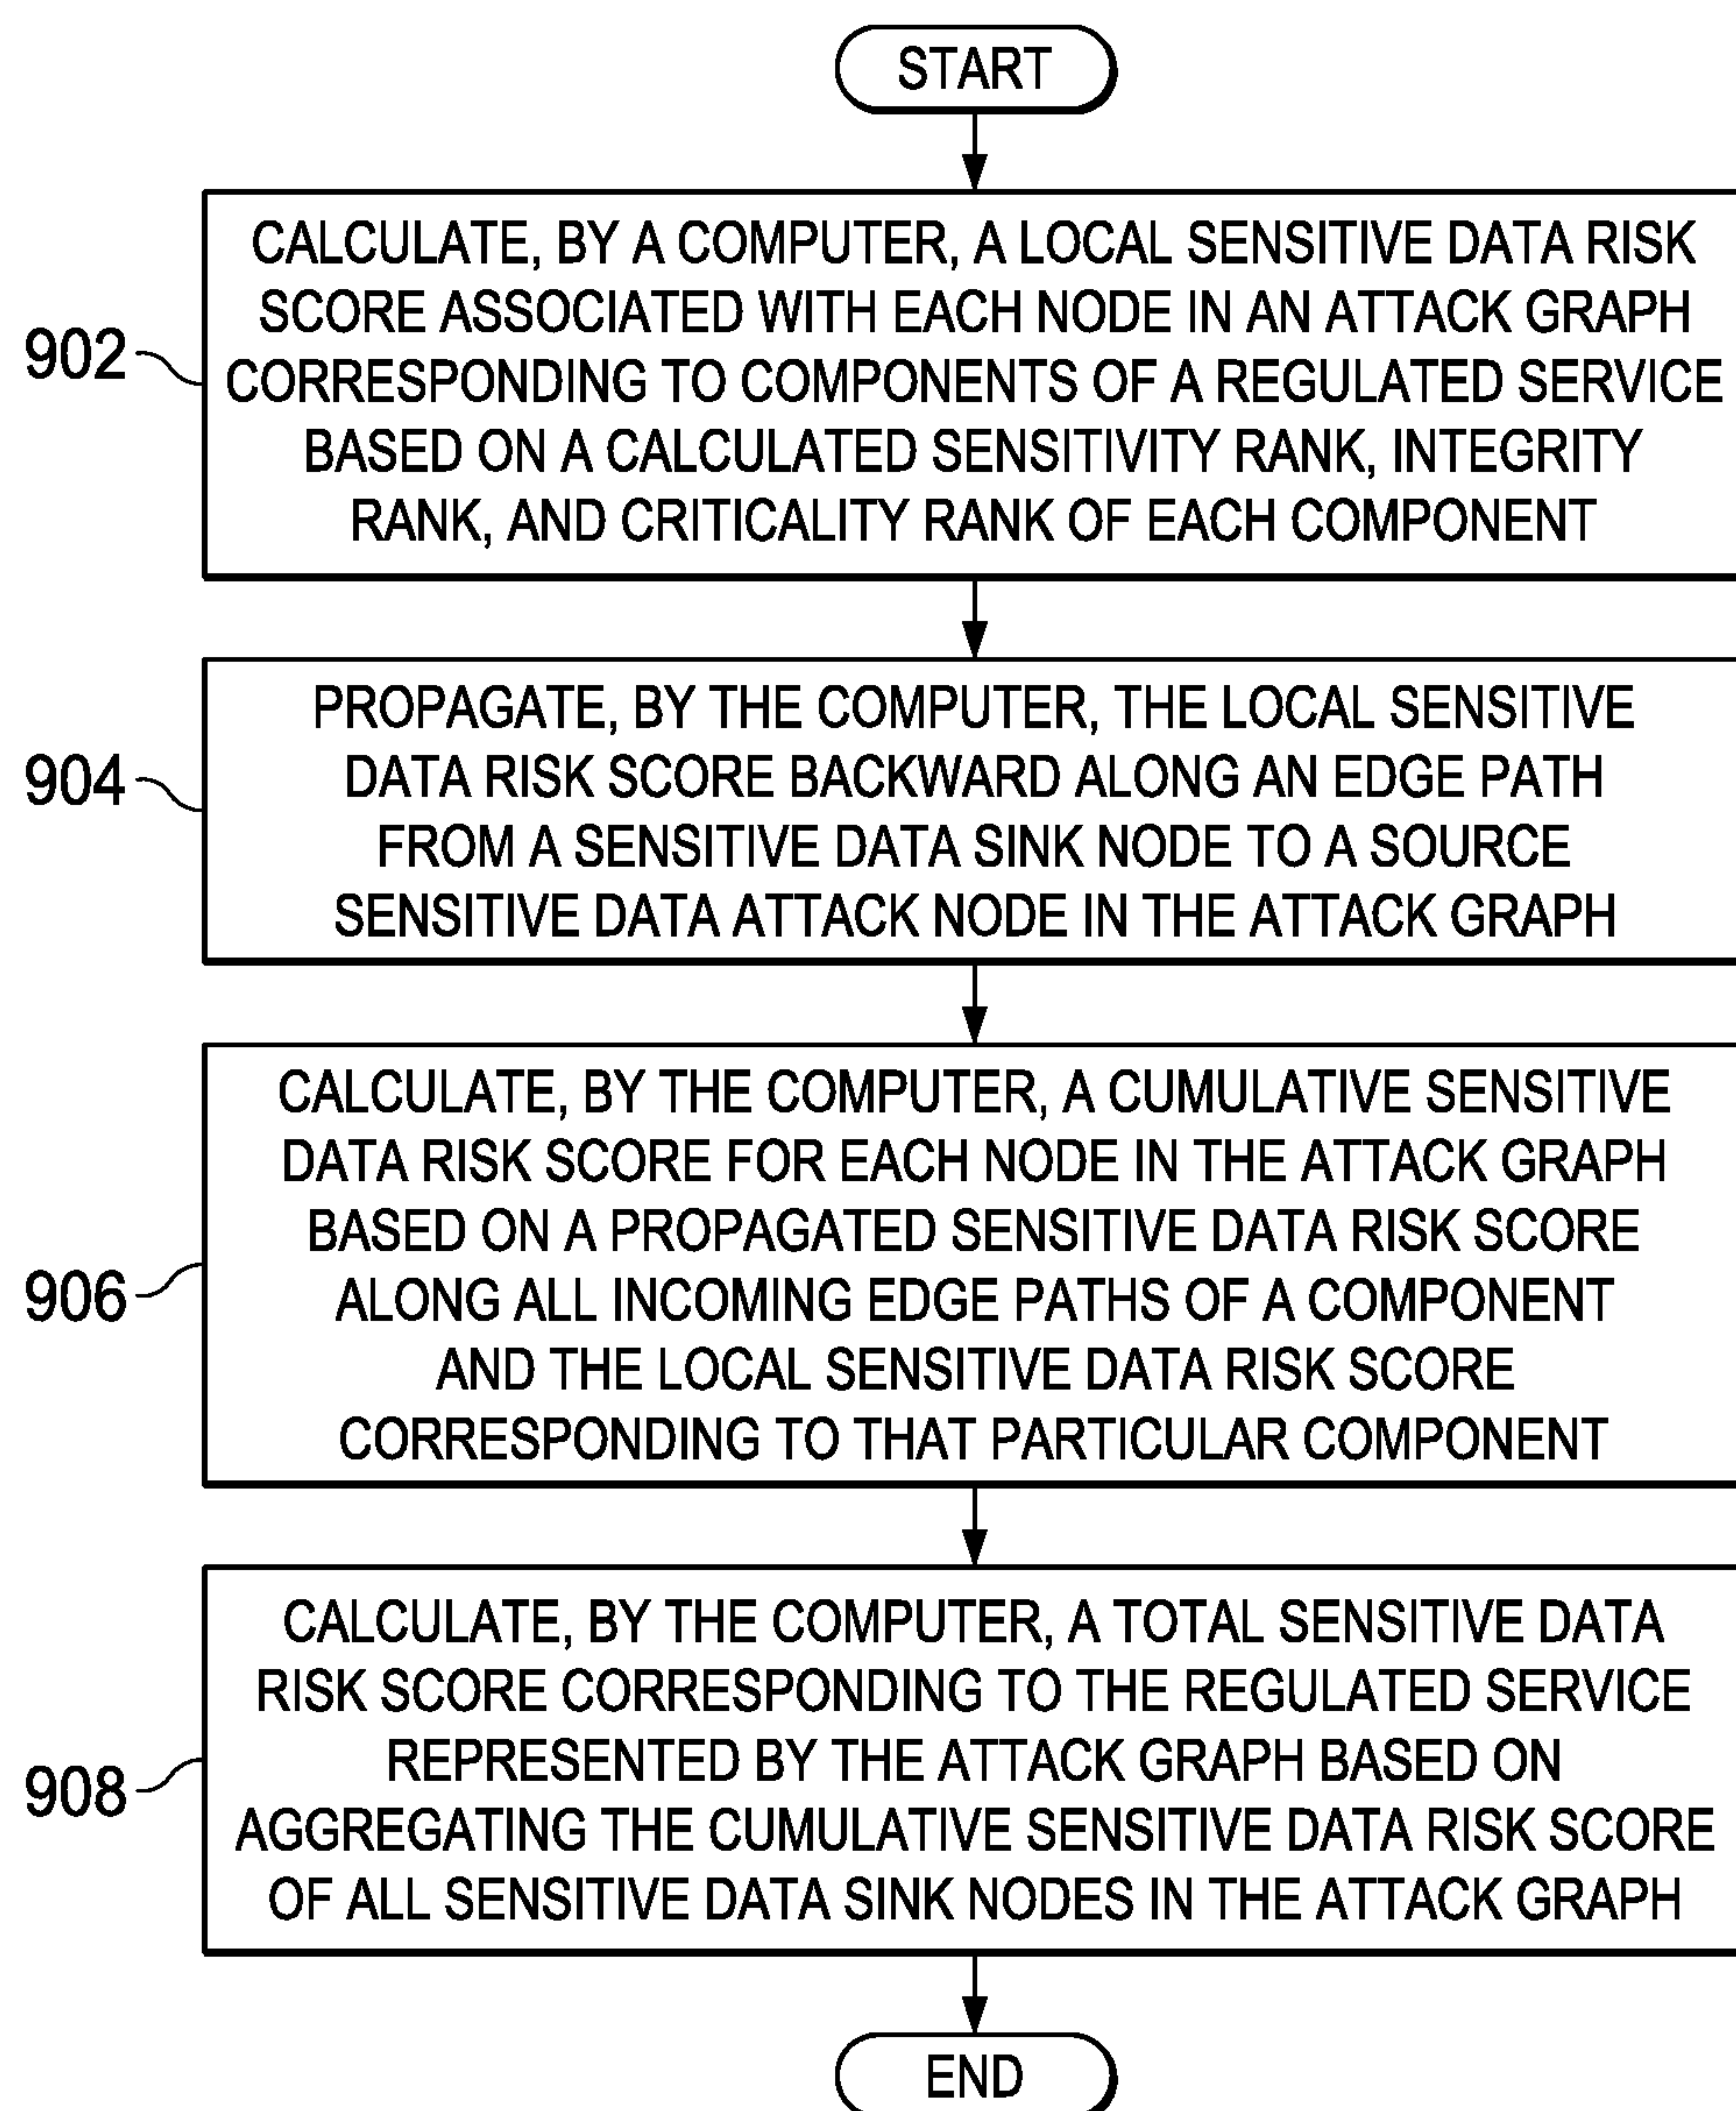 START
902
CALCULATE, BY A COMPUTER, A LOCAL SENSITIVE DATA RISK
SCORE ASSOCIATED WITH EACH NODE IN AN ATTACK GRAPH
CORRESPONDING TO COMPONENTS OF A REGULATED SERVICE
BASED ON A CALCULATED SENSITIVITY RANK, INTEGRITY
RANK, AND CRITICALITY RANK OF EACH COMPONENT
904
PROPAGATE, BY THE COMPUTER, THE LOCAL SENSITIVE
DATA RISK SCORE BACKWARD ALONG AN EDGE PATH
FROM A SENSITIVE DATA SINK NODE TO A SOURCE
SENSITIVE DATA ATTACK NODE IN THE ATTACK GRAPH
906
CALCULATE, BY THE COMPUTER, A CUMULATIVE SENSITIVE
DATA RISK SCORE FOR EACH NODE IN THE ATTACK GRAPH
BASED ON A PROPAGATED SENSITIVE DATA RISK SCORE
ALONG ALL INCOMING EDGE PATHS OF A COMPONENT
AND THE LOCAL SENSITIVE DATA RISK SCORE
CORRESPONDING TO THAT PARTICULAR COMPONENT
908
CALCULATE, BY THE COMPUTER, A TOTAL SENSITIVE DATA
RISK SCORE CORRESPONDING TO THE REGULATED SERVICE
REPRESENTED BY THE ATTACK GRAPH BASED ON
AGGREGATING THE CUMULATIVE SENSITIVE DATA RISK SCORE
OF ALL SENSITIVE DATA SINK NODES IN THE ATTACK GRAPH
END